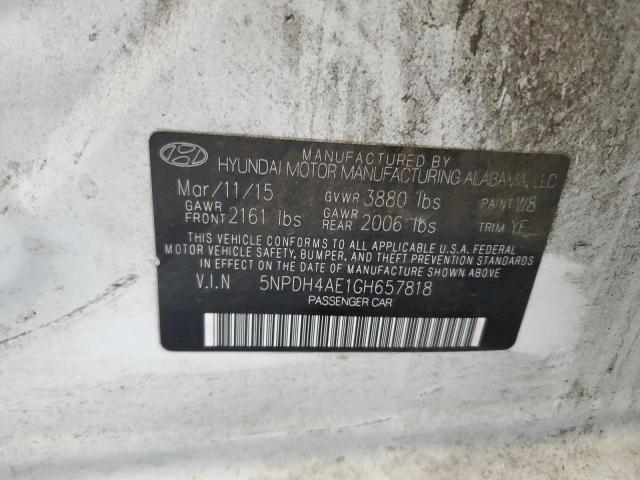 MANUFACTURED BY
HYUNDAI MOTOR MANUFACTURING ALABAMA, LLC
Mar/11/15 GVWR 3880 lbs PAINT W8
GAWR FRONT 2161 lbs GAWR REAR 2006 lbs TRIM YF
THIS VEHICLE CONFORMS TO ALL APPLICABLE U.S.A. FEDERAL
MOTOR VEHICLE SAFETY, BUMPER, AND THEFT PREVENTION STANDARDS
IN EFFECT ON THE DATE OF MANUFACTURE SHOWN ABOVE.
V.I.N 5NPDH4AE1GH657818
PASSENGER CAR